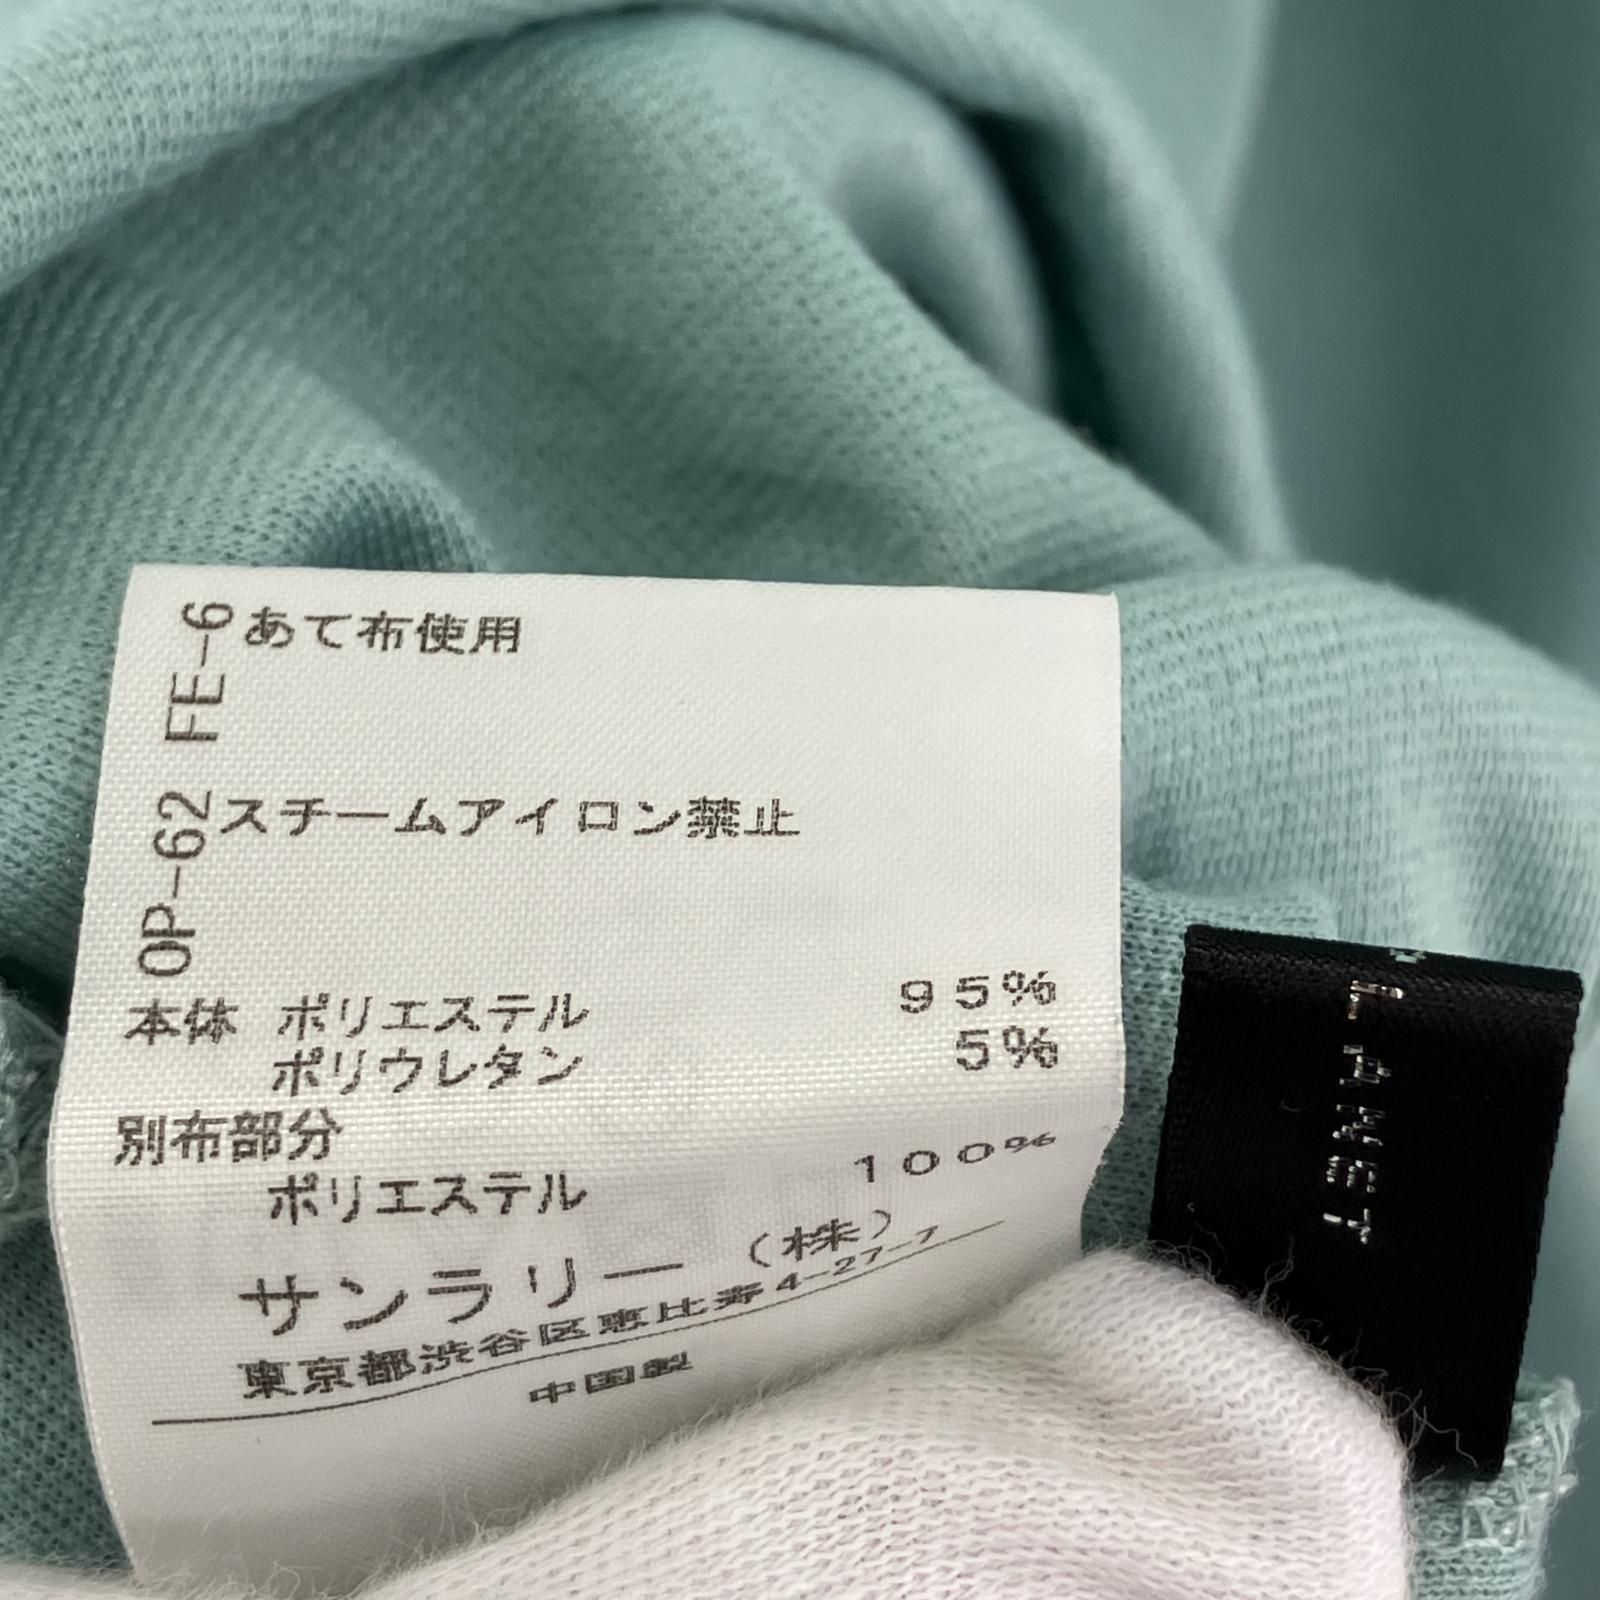 あて布使用
スチームアイロン禁止
OP-62 FE-6
本体 ポリエステル 95%
ポリウレタン 5%
別布部分
ポリエステル 100%
サンラリー（株）
東京都渋谷区恵比寿4-27-7
中国製
LANET